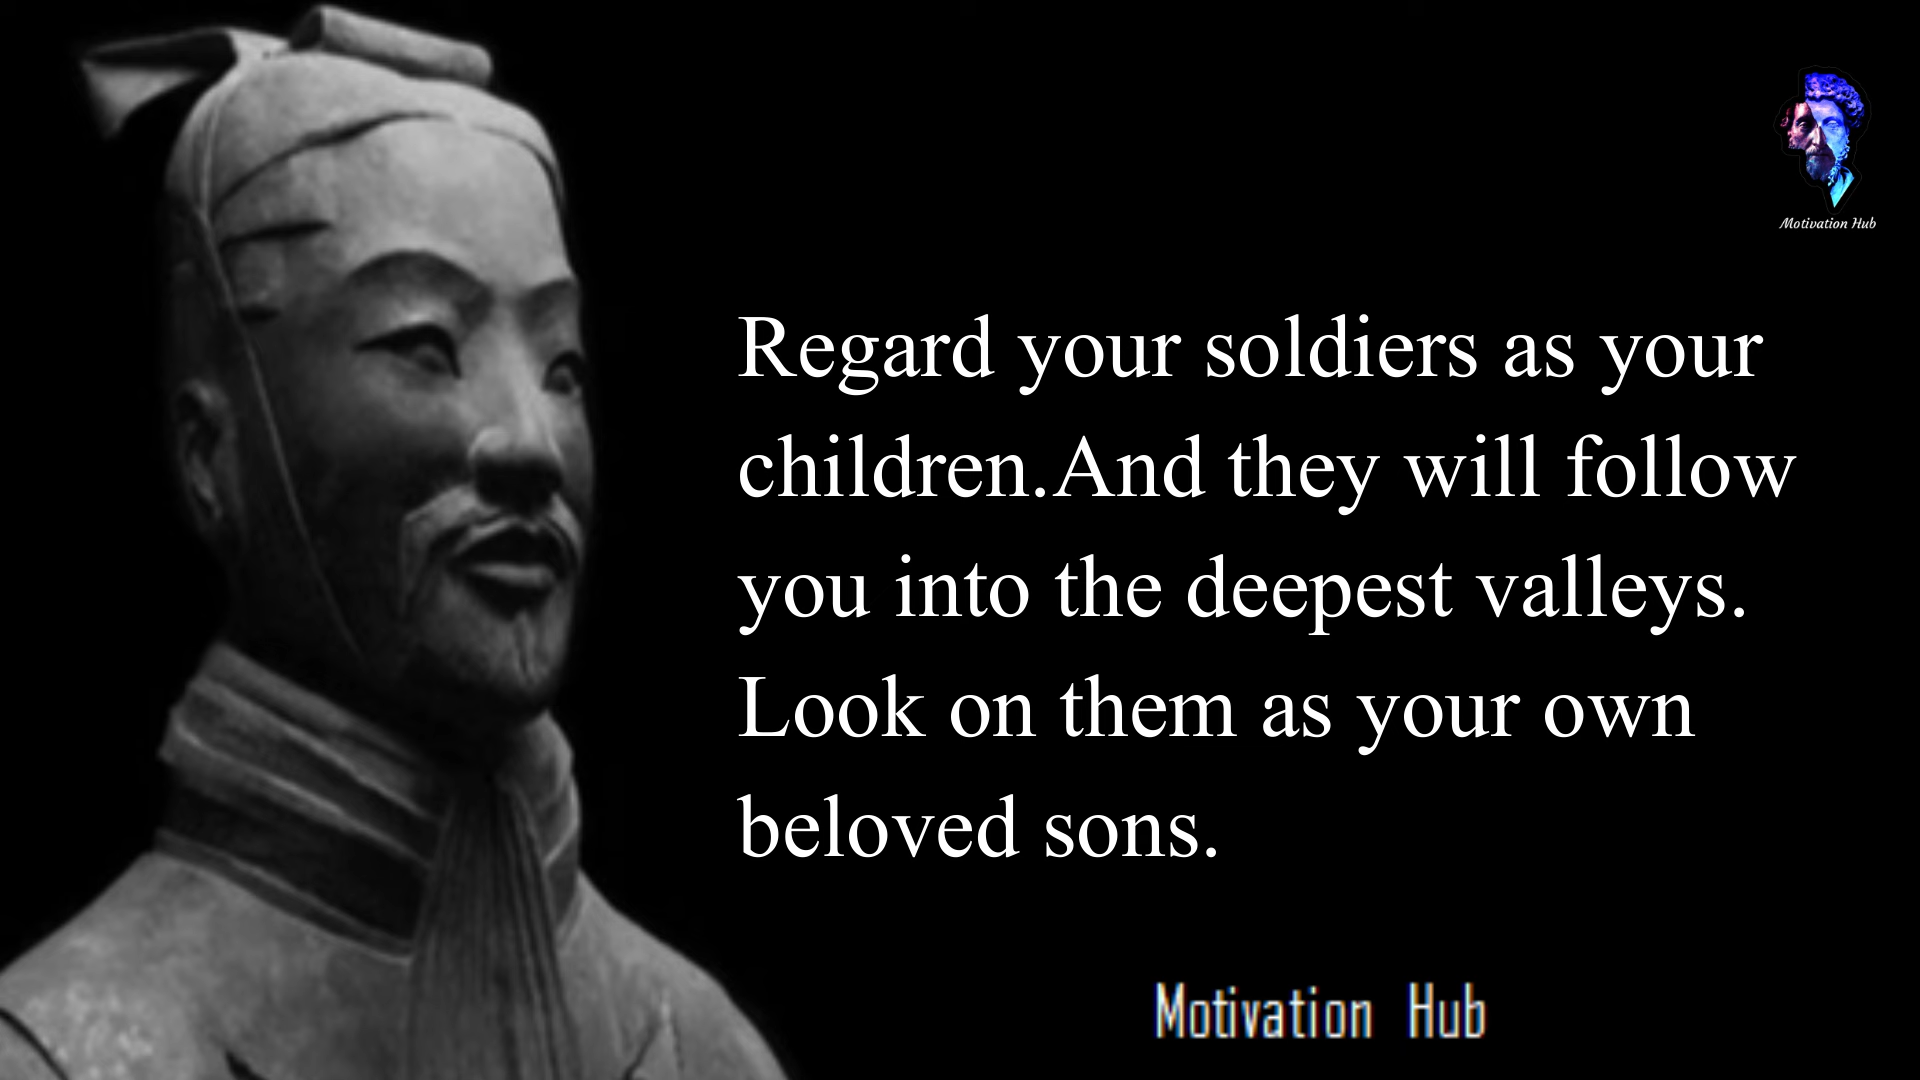 Motivation Hub
Regard your soldiers as your
children.And they will follow
you into the deepest valleys.
Look on them as your own
beloved sons.
Motivation Hub